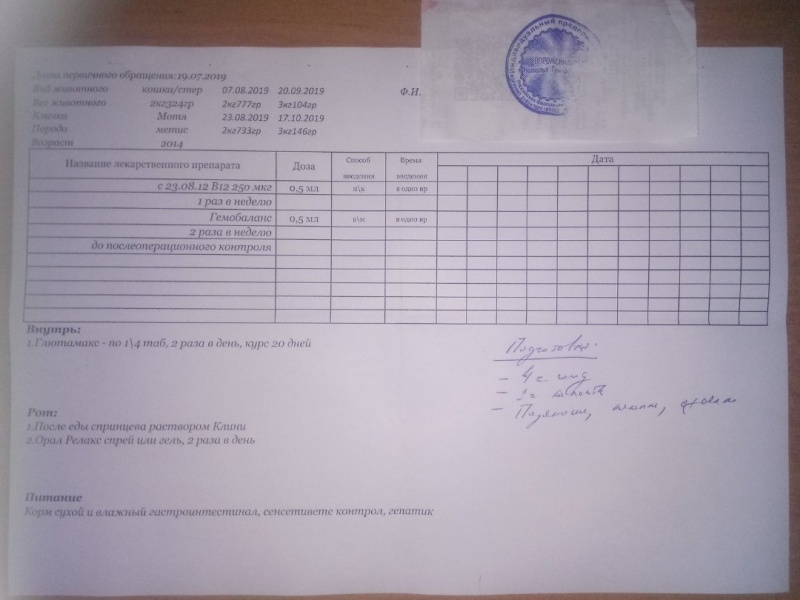 Дата первичного обращения:19.07.2019
Вид животного кошки/стер 07.08.2019 20.09.2019 Ф.И.
Вес животного 2кг324гр 2кг777гр 3кг104гр
Кличка Мотя 23.08.2019 17.10.2019
Порода метис 2кг733гр 3кг146гр
Возраст 2014
Название лекарственного препарата Доза Способ введения Время введения Дата
с 23.08.12 В12 250 мкг 0,5 мл п\к в одно вр
1 раз в неделю
Гемобаланс 0,5 мл в одно вр
2 раза в неделю
до послеоперационного контроля
Внутрь:
1.Глютамакс - по 1\4 таб, 2 раза в день, курс 20 дней
Подготовка:
- 4 г. голод
Рот:
1.После еды спринцева раствором Клини
2.Орал Релакс спрей или гель, 2 раза в день
- Пеленки,
Питание
Корм сухой и влажный гастроинтестинал, сенсетивете контрол, гепатик